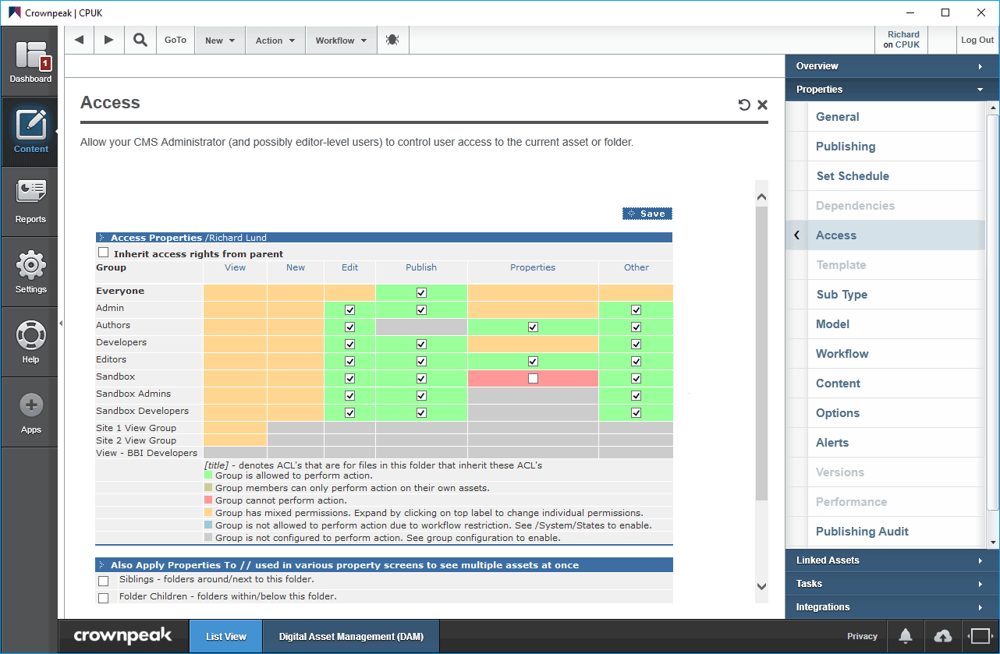 Crownpeak | CPUK
GoTo New Action Workflow Richard on CPUK Log Out
1
Dashboard
Content
Reports
Settings
Help
Apps
Access
Allow your CMS Administrator (and possibly editor-level users) to control user access to the current asset or folder.
Save
Access Properties /Richard Lund
Inherit access rights from parent
Group View New Edit Publish Properties Other
Everyone
Admin
Authors
Developers
Editors
Sandbox
Sandbox Admins
Sandbox Developers
Site 1 View Group
Site 2 View Group
View - BBI Developers
[title] - denotes ACL's that are for files in this folder that inherit these ACL's
Group is allowed to perform action.
Group members can only perform action on their own assets.
Group cannot perform action.
Group has mixed permissions. Expand by clicking on top label to change individual permissions.
Group is not allowed to perform action due to workflow restriction. See /System/States to enable.
Group is not configured to perform action. See group configuration to enable.
Also Apply Properties To // used in various property screens to see multiple assets at once
Siblings - folders around/next to this folder.
Folder Children - folders within/below this folder.
Overview
Properties
General
Publishing
Set Schedule
Dependencies
Access
Template
Sub Type
Model
Workflow
Content
Options
Alerts
Versions
Performance
Publishing Audit
Linked Assets
Tasks
Integrations
crownpeak List View Digital Asset Management (DAM) Privacy